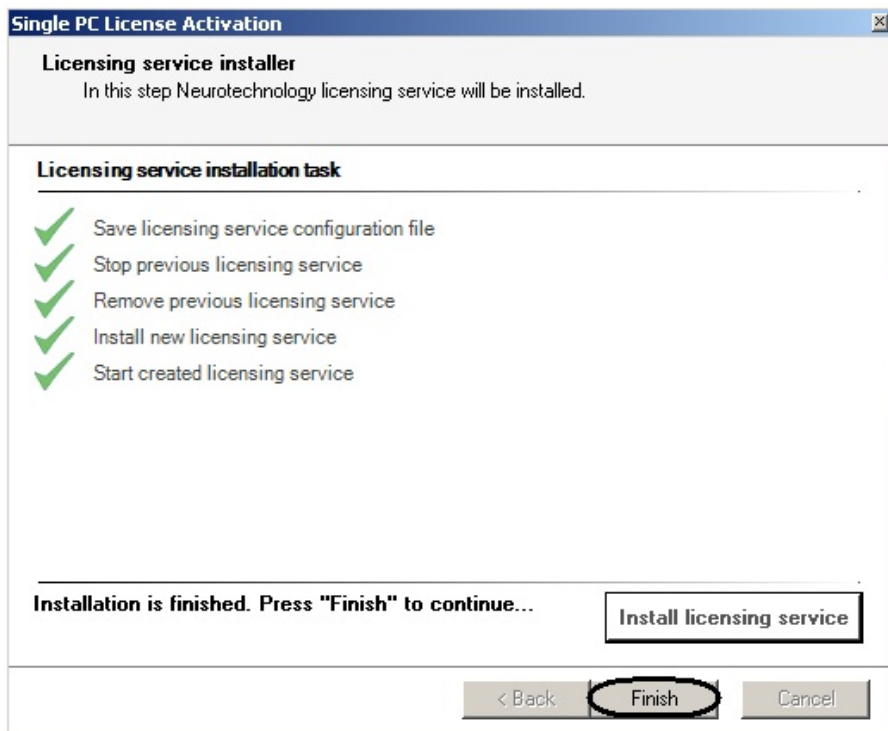 Single PC License Activation
Licensing service installer
In this step Neurotechnology licensing service will be installed.
Licensing service installation task
Save licensing service configuration file
Stop previous licensing service
Remove previous licensing service
Install new licensing service
Start created licensing service
Installation is finished. Press "Finish" to continue...
Install licensing service
< Back Finish Cancel